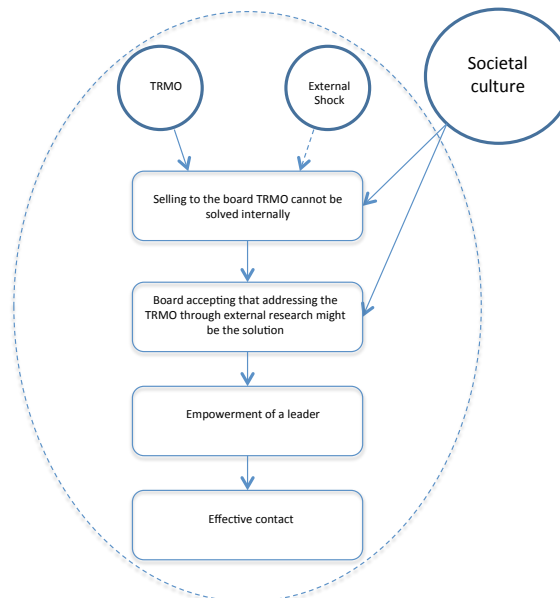 TRMO
External
Shock
Societal
culture
Selling to the board TRMO cannot be
solved internally
Board accepting that addressing the
TRMO through external research might
be the solution
Empowerment of a leader
Effective contact